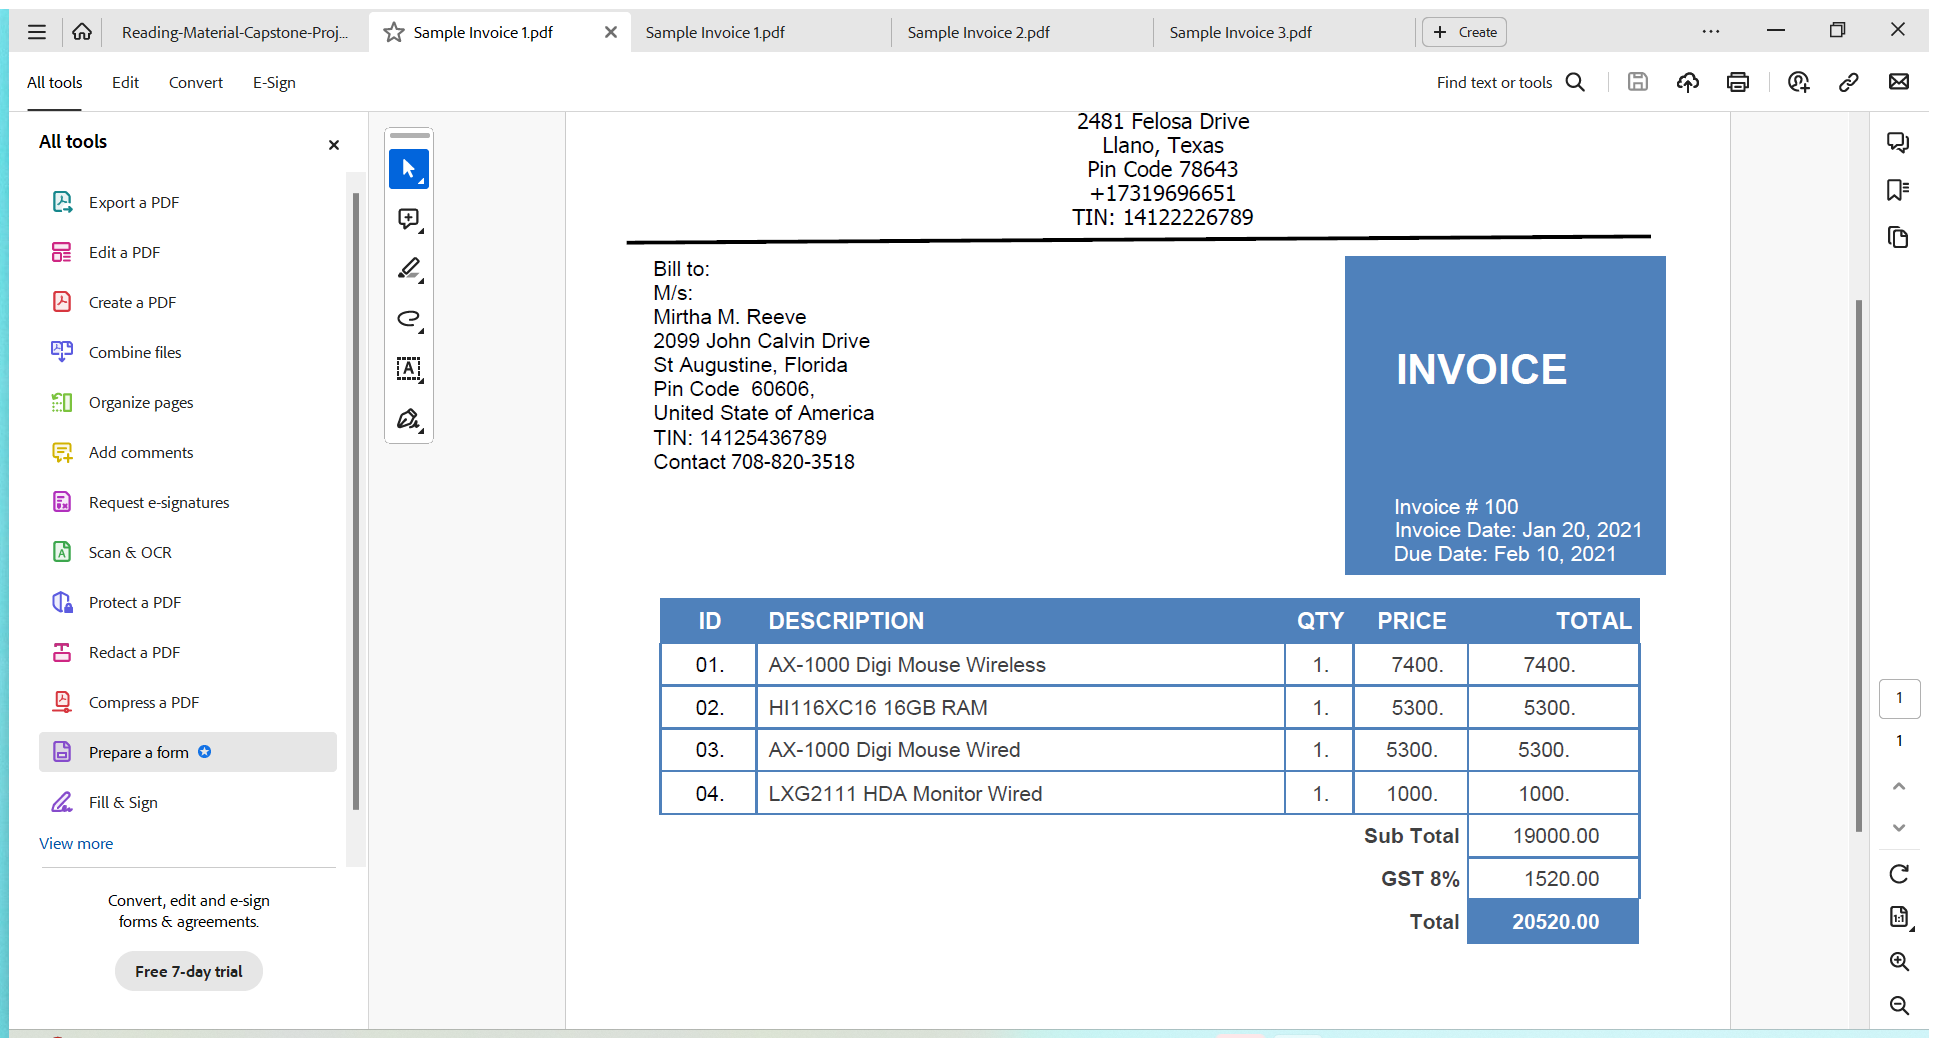 Reading-Material-Capstone-Proj...
Sample Invoice 1.pdf
Sample Invoice 1.pdf
Sample Invoice 2.pdf
Sample Invoice 3.pdf
+ Create
All tools
Edit
Convert
E-Sign
Find text or tools
All tools
Export a PDF
Edit a PDF
Create a PDF
Combine files
Organize pages
Add comments
Request e-signatures
Scan & OCR
Protect a PDF
Redact a PDF
Compress a PDF
Prepare a form
Fill & Sign
View more
Convert, edit and e-sign
forms & agreements.
Free 7-day trial
2481 Felosa Drive
Llano, Texas
Pin Code 78643
+17319696651
TIN: 14122226789
Bill to:
M/s:
Mirtha M. Reeve
2099 John Calvin Drive
St Augustine, Florida
Pin Code 60606,
United State of America
TIN: 14125436789
Contact 708-820-3518
INVOICE
Invoice # 100
Invoice Date: Jan 20, 2021
Due Date: Feb 10, 2021
ID DESCRIPTION QTY PRICE TOTAL
01. AX-1000 Digi Mouse Wireless 1. 7400. 7400.
02. HI116XC16 16GB RAM 1. 5300. 5300.
03. AX-1000 Digi Mouse Wired 1. 5300. 5300.
04. LXG2111 HDA Monitor Wired 1. 1000. 1000.
Sub Total 19000.00
GST 8% 1520.00
Total 20520.00
1
1
1:1